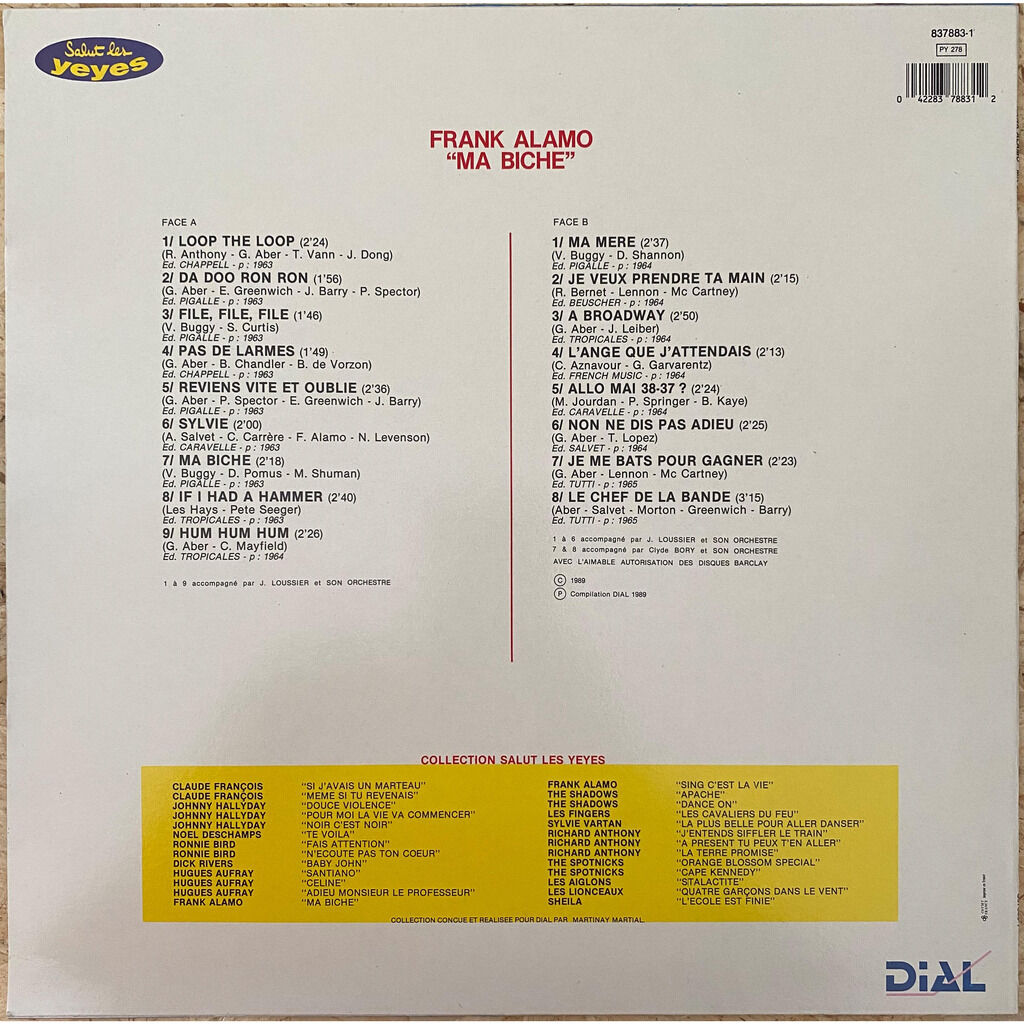 Salut les
yeyes
837883-1
PY 278
0 42283 78831 2
FRANK ALAMO
“MA BICHE”
FACE A
1/ LOOP THE LOOP (2'24)
(R. Anthony - G. Aber - T. Vann - J. Dong)
Ed. CHAPPELL - p : 1963
2/ DA DOO RON RON (1'56)
(G. Aber - E. Greenwich - J. Barry - P. Spector)
Ed. PIGALLE - p : 1963
3/ FILE, FILE, FILE (1'46)
(V. Buggy - S. Curtis)
Ed. PIGALLE - p : 1963
4/ PAS DE LARMES (1'49)
(G. Aber - B. Chandler - B. de Vorzon)
Ed. CHAPPELL - p : 1963
5/ REVIENS VITE ET OUBLIE (2'36)
(G. Aber - P. Spector - E. Greenwich - J. Barry)
Ed. PIGALLE - p : 1963
6/ SYLVIE (2'00)
(A. Salvet - C. Carrère - F. Alamo - N. Levenson)
Ed. CARAVELLE - p : 1963
7/ MA BICHE (2'18)
(V. Buggy - D. Pomus - M. Shuman)
Ed. PIGALLE - p : 1963
8/ IF I HAD A HAMMER (2'40)
(Les Hays - Pete Seeger)
Ed. TROPICALES - p : 1963
9/ HUM HUM HUM (2'26)
(G. Aber - C. Mayfield)
Ed. TROPICALES - p : 1964
1 à 9 accompagné par J. LOUSSIER et SON ORCHESTRE
FACE B
1/ MA MERE (2'37)
(V. Buggy - D. Shannon)
Ed. PIGALLE - p : 1964
2/ JE VEUX PRENDRE TA MAIN (2'15)
(R. Bernet - Lennon - Mc Cartney)
Ed. BEUSCHER - p : 1964
3/ A BROADWAY (2'50)
(G. Aber - J. Leiber)
Ed. TROPICALES - p : 1964
4/ L'ANGE QUE J'ATTENDAIS (2'13)
(C. Aznavour - G. Garvarentz)
Ed. FRENCH MUSIC - p : 1964
5/ ALLO MAI 38-37 ? (2'24)
(M. Jourdan - P. Springer - B. Kaye)
Ed. CARAVELLE - p : 1964
6/ NON NE DIS PAS ADIEU (2'25)
(G. Aber - T. Lopez)
Ed. SALVET - p : 1964
7/ JE ME BATS POUR GAGNER (2'23)
(G. Aber - Lennon - Mc Cartney)
Ed. TUTTI - p : 1965
8/ LE CHEF DE LA BANDE (3'15)
(Aber - Salvet - Morton - Greenwich - Barry)
Ed. TUTTI - p : 1965
1 à 6 accompagné par J. LOUSSIER et SON ORCHESTRE
7 & 8 accompagné par Clyde BORY et SON ORCHESTRE
AVEC L'AIMABLE AUTORISATION DES DISQUES BARCLAY
Ⓒ 1989
Ⓟ Compilation DIAL 1989
COLLECTION SALUT LES YEYES
CLAUDE FRANÇOIS “SI J'AVAIS UN MARTEAU”
CLAUDE FRANÇOIS “MEME SI TU REVENAIS”
JOHNNY HALLYDAY “DOUCE VIOLENCE”
JOHNNY HALLYDAY “POUR MOI LA VIE VA COMMENCER”
JOHNNY HALLYDAY “NOIR C'EST NOIR”
NOEL DESCHAMPS “TE VOILA”
RONNIE BIRD “FAIS ATTENTION”
RONNIE BIRD “N'ECOUTE PAS TON COEUR”
DICK RIVERS “BABY JOHN”
HUGUES AUFRAY “SANTIANO”
HUGUES AUFRAY “CELINE”
HUGUES AUFRAY “ADIEU MONSIEUR LE PROFESSEUR”
FRANK ALAMO “MA BICHE”
FRANK ALAMO “SING C'EST LA VIE”
THE SHADOWS “APACHE”
THE SHADOWS “DANCE ON”
LES FINGERS “LES CAVALIERS DU FEU”
SYLVIE VARTAN “LA PLUS BELLE POUR ALLER DANSER”
RICHARD ANTHONY “J'ENTENDS SIFFLER LE TRAIN”
RICHARD ANTHONY “A PRESENT TU PEUX T'EN ALLER”
RICHARD ANTHONY “LA TERRE PROMISE”
THE SPOTNICKS “ORANGE BLOSSOM SPECIAL”
THE SPOTNICKS “CAPE KENNEDY”
LES AIGLONS “STALACTITE”
LES LIONCEAUX “QUATRE GARÇONS DANS LE VENT”
SHEILA “L'ECOLE EST FINIE”
COLLECTION CONCUE ET REALISEE POUR DIAL PAR MARTINAY MARTIAL.
DiAL